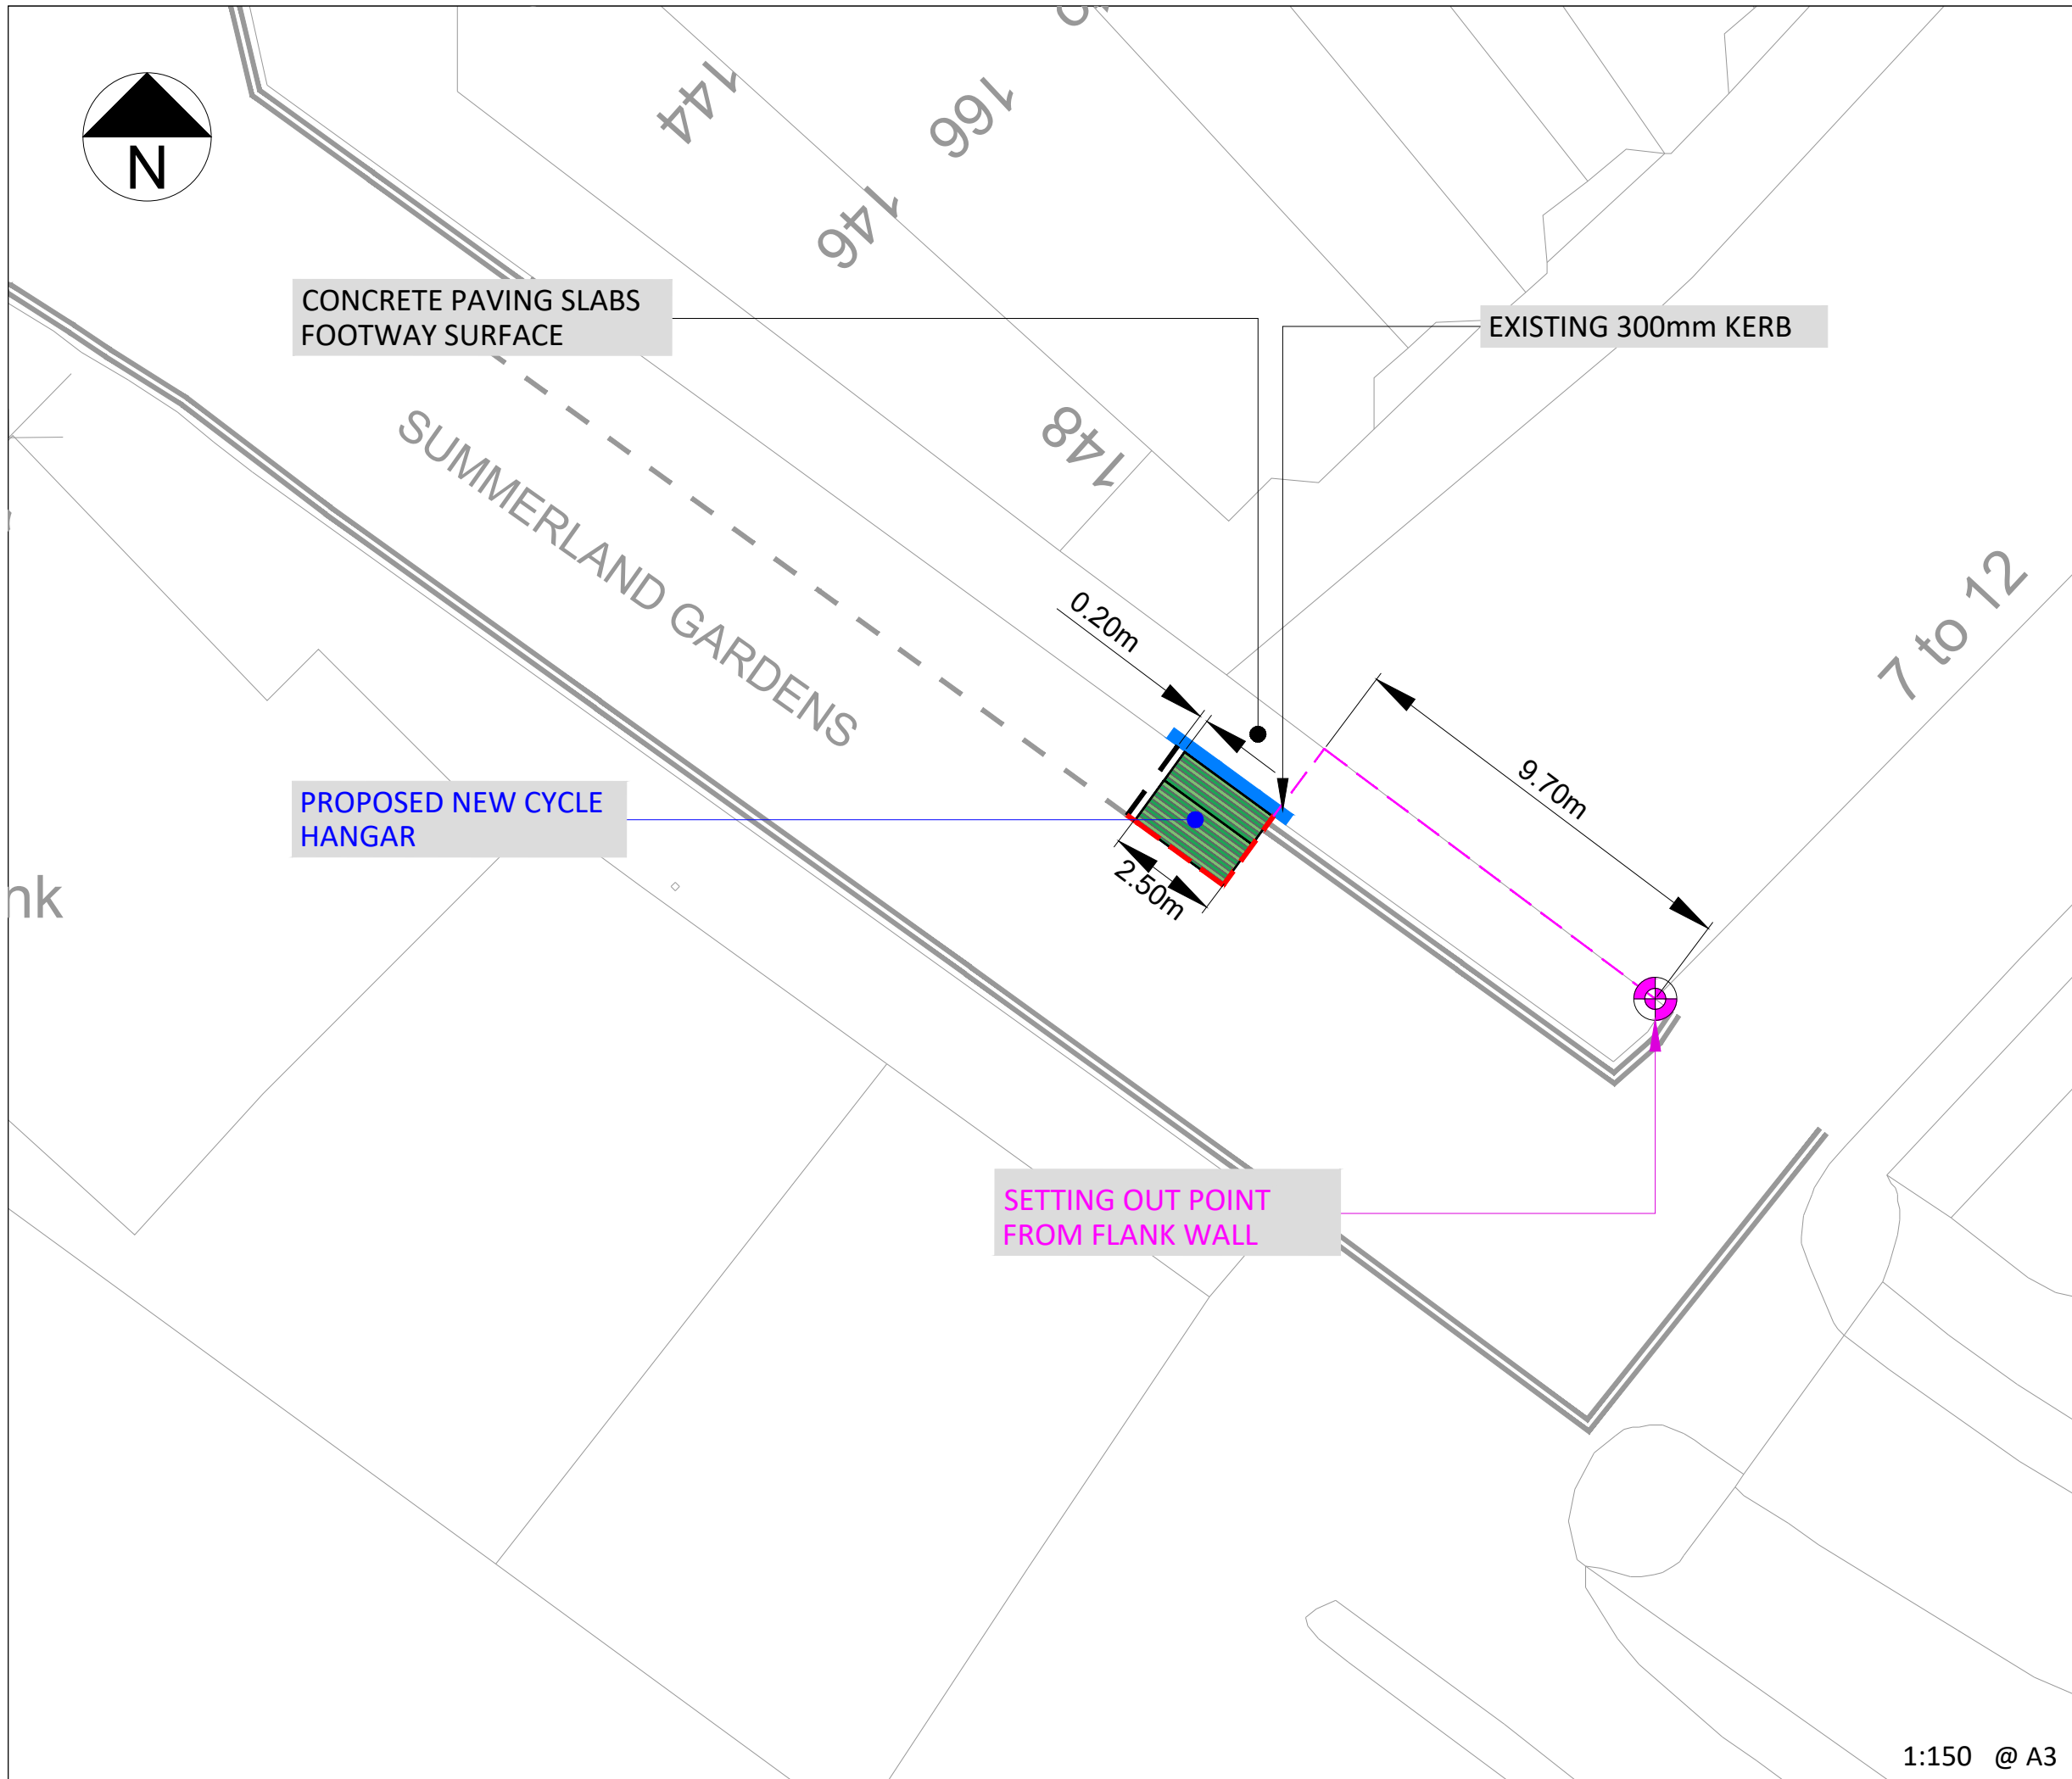 N
144
166
146
CONCRETE PAVING SLABS
FOOTWAY SURFACE
EXISTING 300mm KERB
148
SUMMERLAND GARDENS
0.20m
7 to 12
9.70m
PROPOSED NEW CYCLE
HANGAR
2.50m
nk
SETTING OUT POINT
FROM FLANK WALL
1:150 @ A3